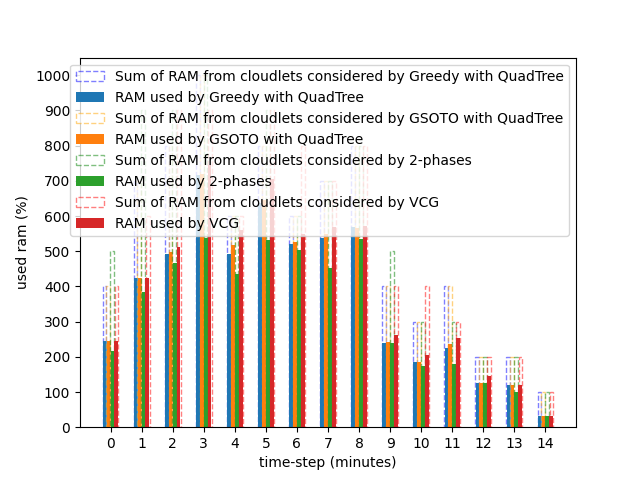 Sum of RAM from cloudlets considered by Greedy with QuadTree
RAM used by Greedy with QuadTree
Sum of RAM from cloudlets considered by GSOTO with QuadTree
RAM used by GSOTO with QuadTree
Sum of RAM from cloudlets considered by 2-phases
RAM used by 2-phases
Sum of RAM from cloudlets considered by VCG
RAM used by VCG
used ram (%)
1000
900
800
700
600
500
400
300
200
100
0
0 1 2 3 4 5 6 7 8 9 10 11 12 13 14
time-step (minutes)